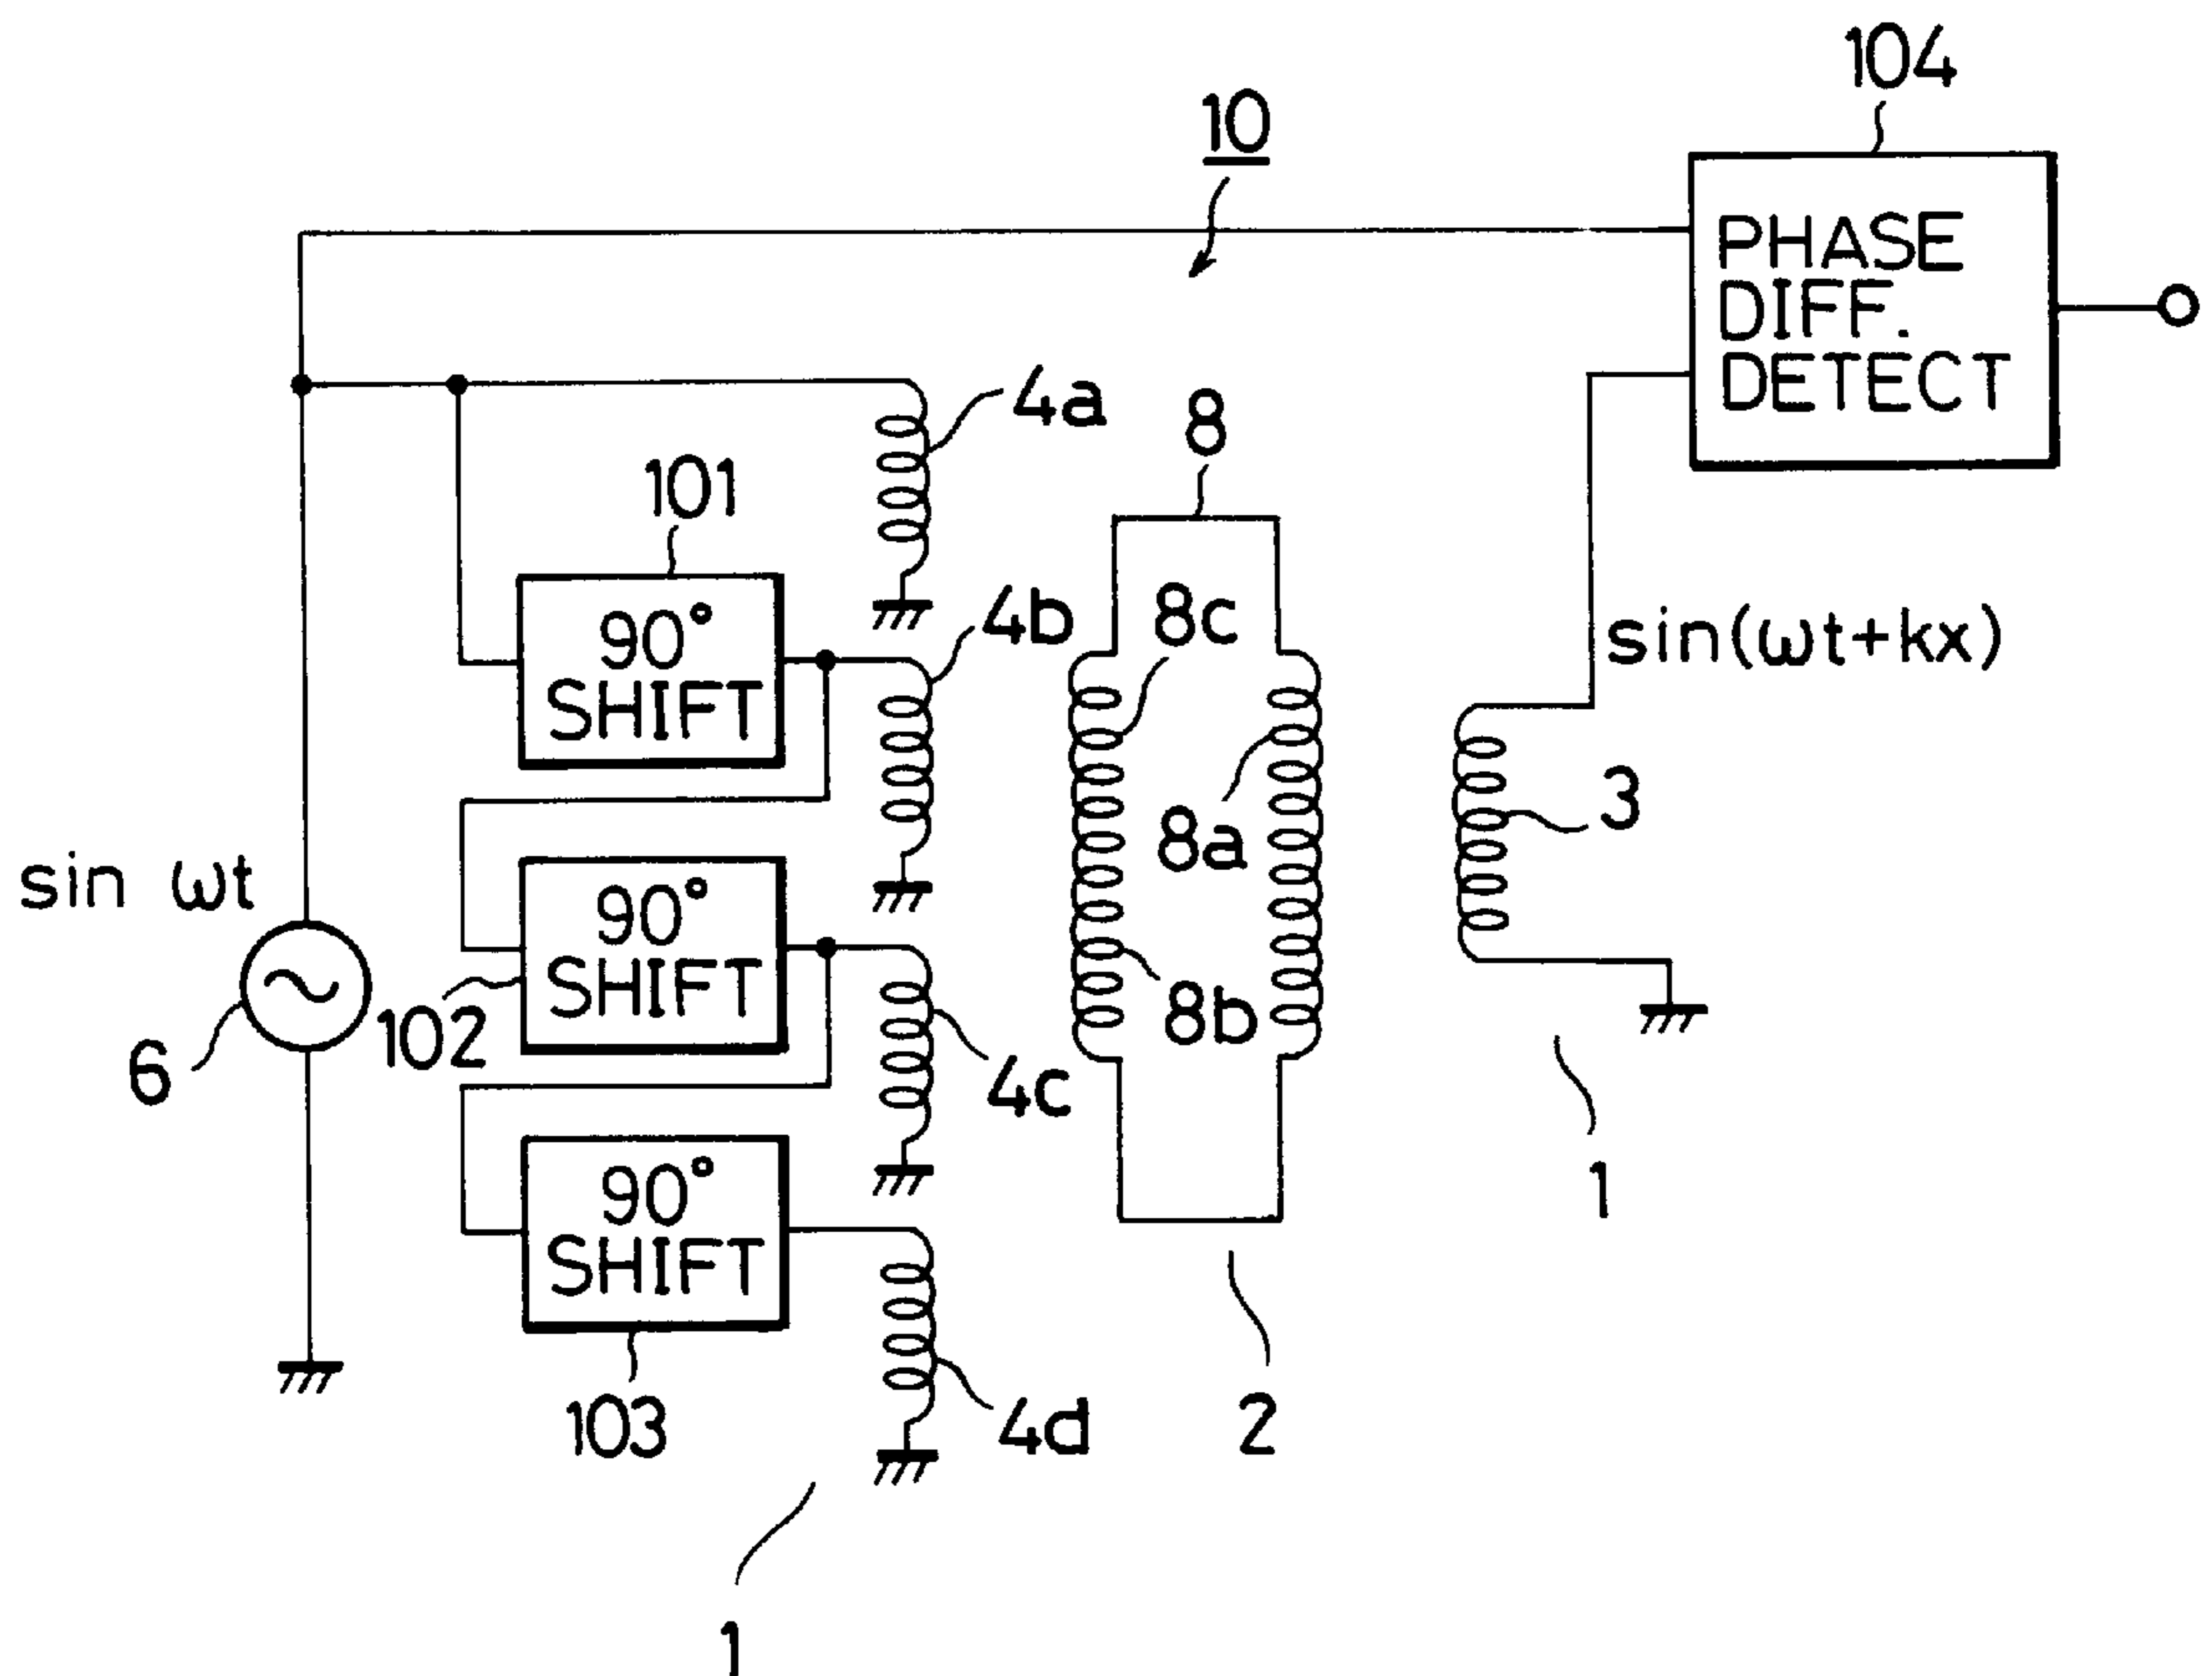 104
10
PHASE
DIFF.
DETECT
4a
8
101
90°
SHIFT
4b
8c
sin(ωt+kx)
8a
3
sin ωt
90°
SHIFT
102
8b
6
4c
1
90°
SHIFT
103
4d
2
1